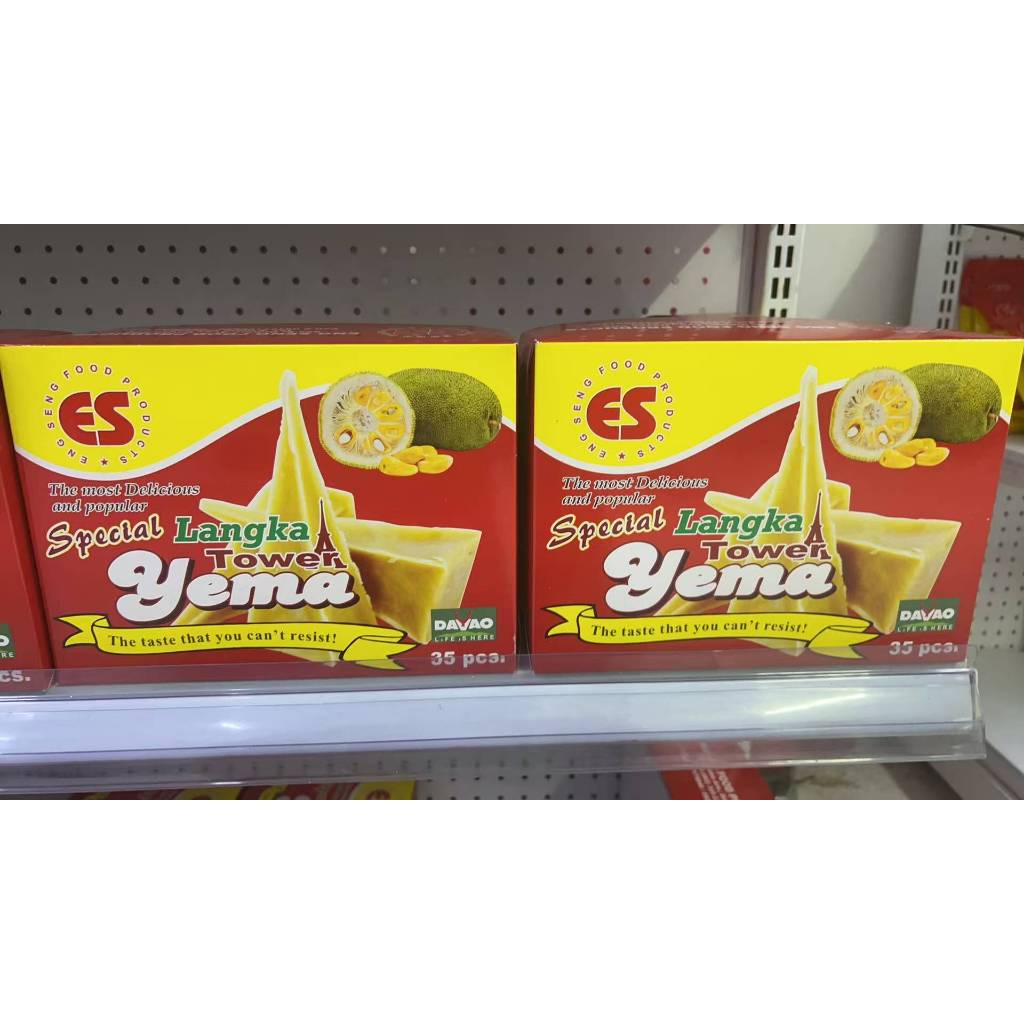 ENG SENG FOOD PRODUCTS
ES
The most Delicious
and popular
Special Langka
Tower
Yema
The taste that you can't resist!
DAVAO
LIFE IS HERE
35 pcs.
ENG SENG FOOD PRODUCTS
ES
The most Delicious
and popular
Special Langka
Tower
Yema
The taste that you can't resist!
DAVAO
LIFE IS HERE
35 pcs.